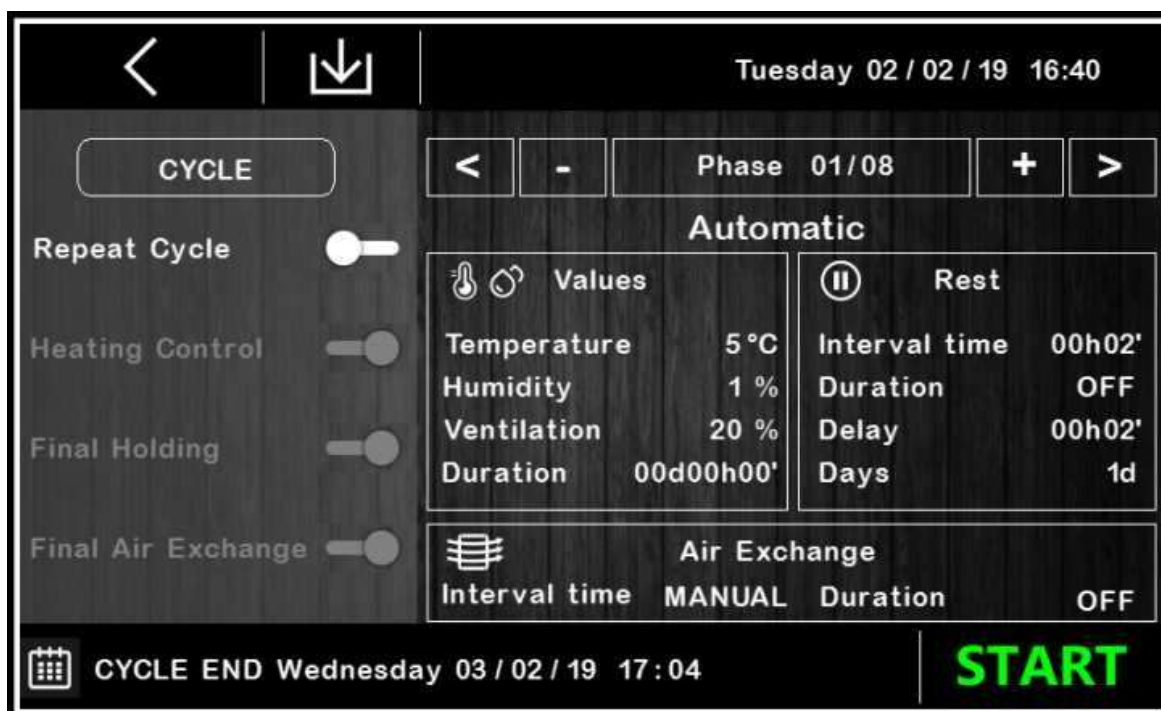 Tuesday 02 / 02 / 19 16:40
CYCLE
Repeat Cycle
Heating Control
Final Holding
Final Air Exchange
< - Phase 01/08 + >
Automatic
Values
Temperature 5 °C
Humidity 1 %
Ventilation 20 %
Duration 00d00h00'
Rest
Interval time 00h02'
Duration OFF
Delay 00h02'
Days 1d
Air Exchange
Interval time MANUAL Duration OFF
CYCLE END Wednesday 03 / 02 / 19 17 : 04
START